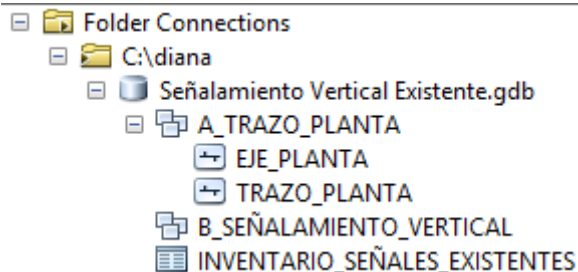 Folder Connections
C:\diana
Señalamiento Vertical Existente.gdb
A_TRAZO_PLANTA
EJE_PLANTA
TRAZO_PLANTA
B_SEÑALAMIENTO_VERTICAL
INVENTARIO_SEÑALES_EXISTENTES